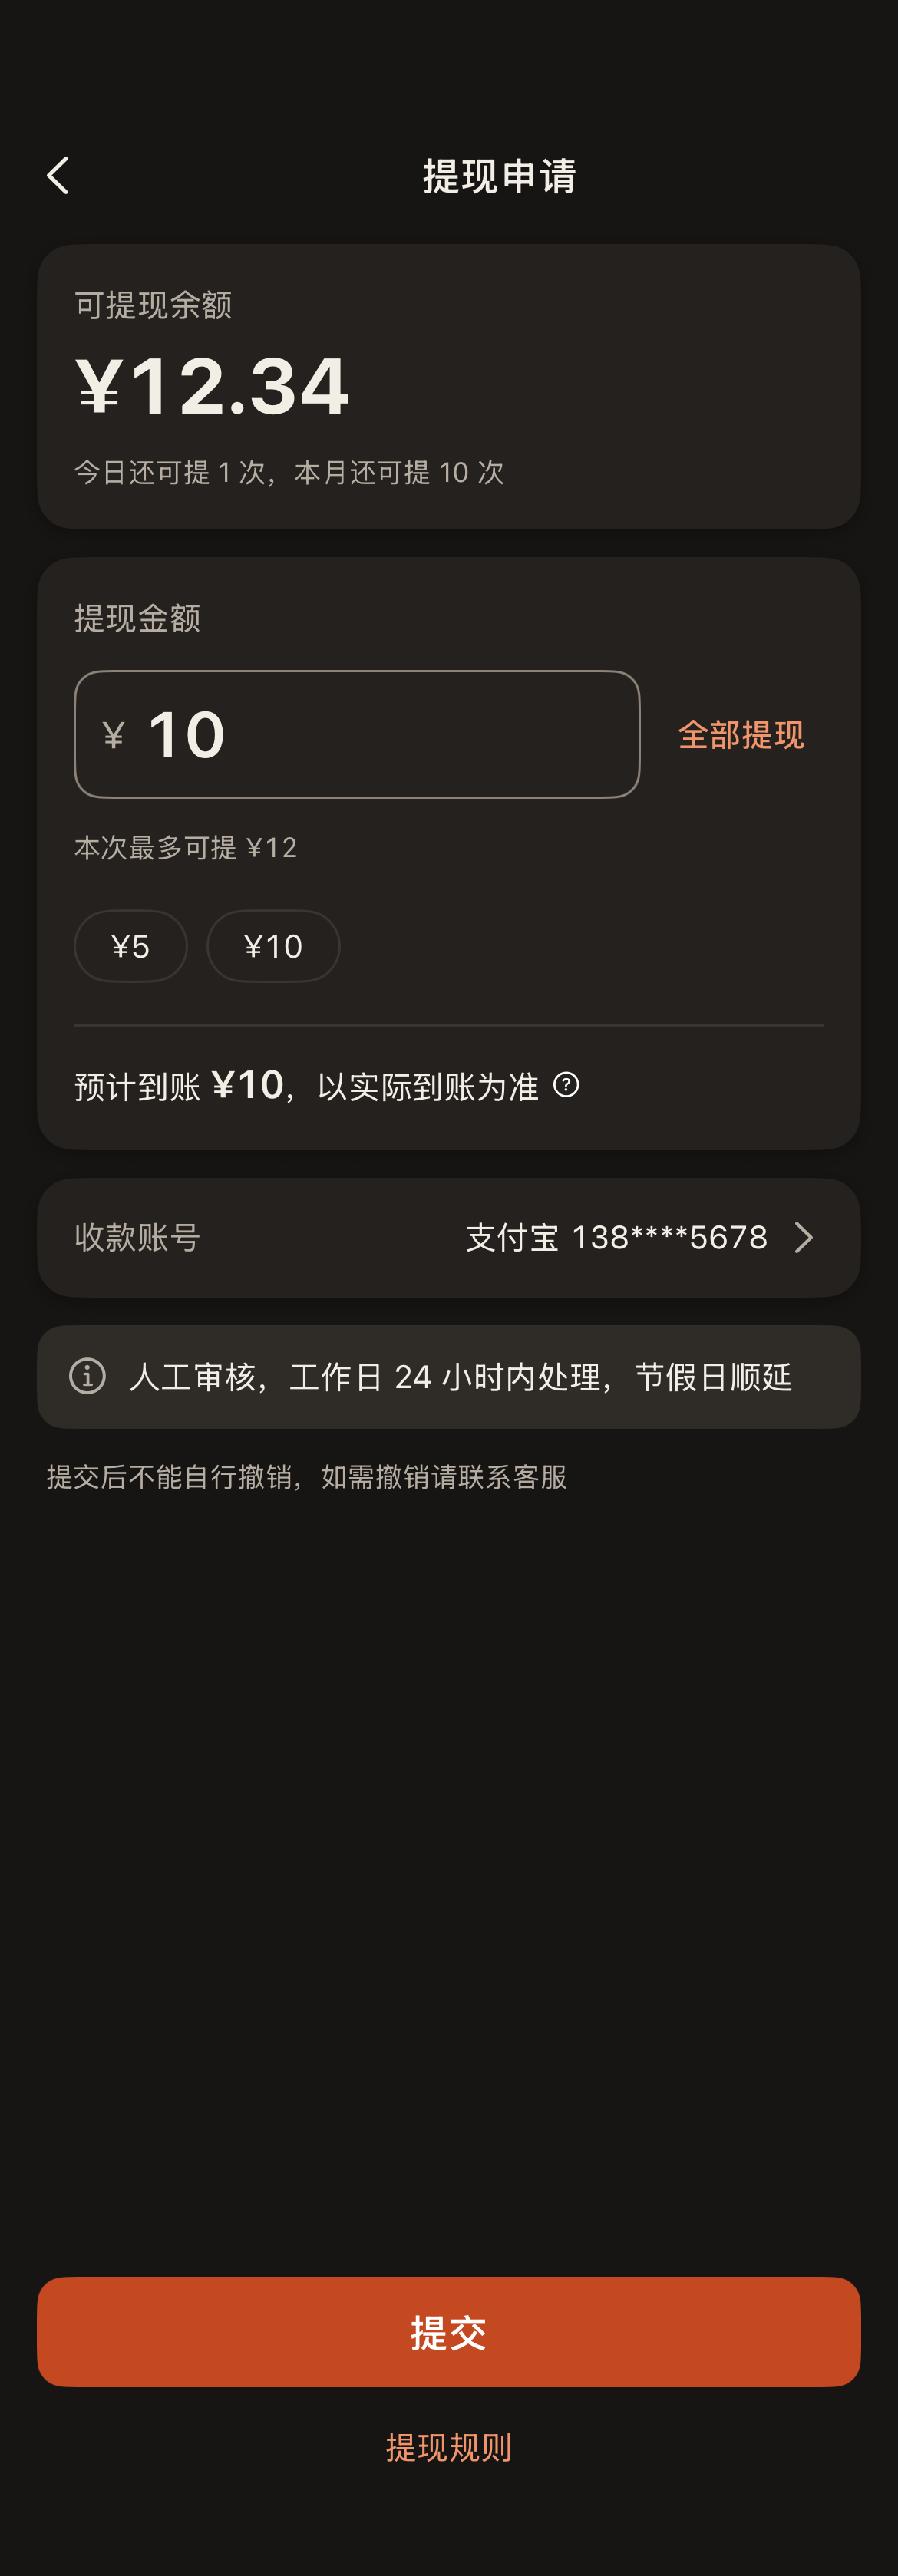 提现申请
可提现余额
¥12.34
今日还可提 1 次，本月还可提 10 次
提现金额
¥ 10
全部提现
本次最多可提 ¥12
¥5
¥10
预计到账 ¥10，以实际到账为准
收款账号
支付宝 138****5678
人工审核，工作日 24 小时内处理，节假日顺延
提交后不能自行撤销，如需撤销请联系客服
提交
提现规则